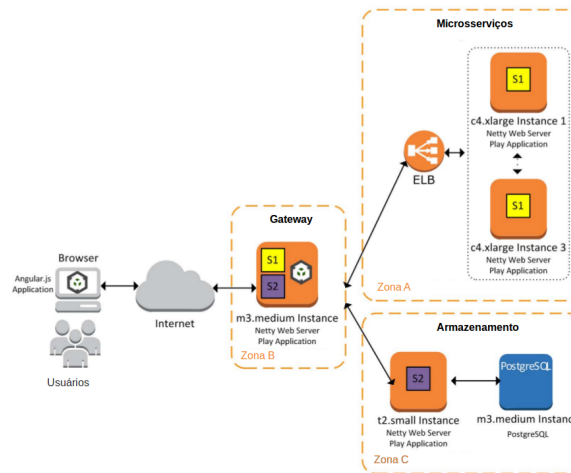 Microsserviços
S1
c4.xlarge Instance 1
Netty Web Server
Play Application
ELB
S1
c4.xlarge Instance 3
Netty Web Server
Play Application
Zona A
Gateway
S1
S2
m3.medium Instance
Netty Web Server
Play Application
Zona B
Browser
Angular.js
Application
Internet
Usuários
Armazenamento
S2
t2.small Instance
Netty Web Server
Play Application
PostgreSQL
m3.medium Instanc
PostgreSQL
Zona C